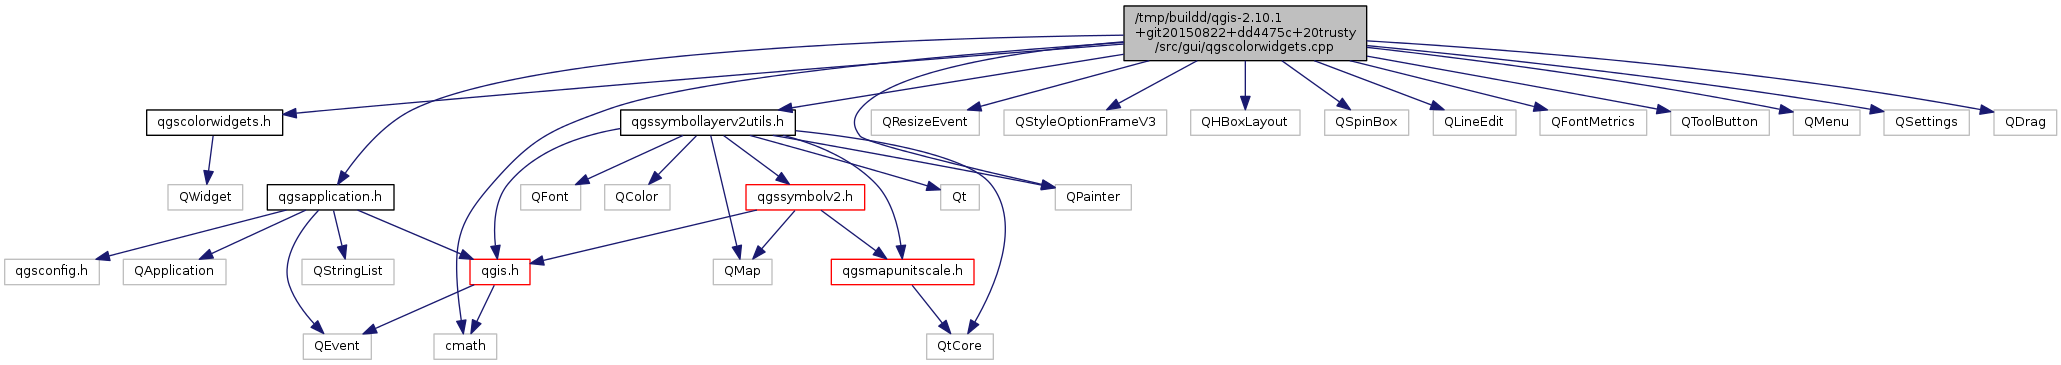 /tmp/buildd/qgis-2.10.1
+git20150822+dd4475c+20trusty
/src/gui/qgscolorwidgets.cpp
qgscolorwidgets.h
qgssymbollayerv2utils.h
QResizeEvent
QStyleOptionFrameV3
QHBoxLayout
QSpinBox
QLineEdit
QFontMetrics
QToolButton
QMenu
QSettings
QDrag
QWidget
qgsapplication.h
QFont
QColor
qgssymbolv2.h
Qt
QPainter
qgsconfig.h
QApplication
QStringList
qgis.h
QMap
qgsmapunitscale.h
QEvent
cmath
QtCore